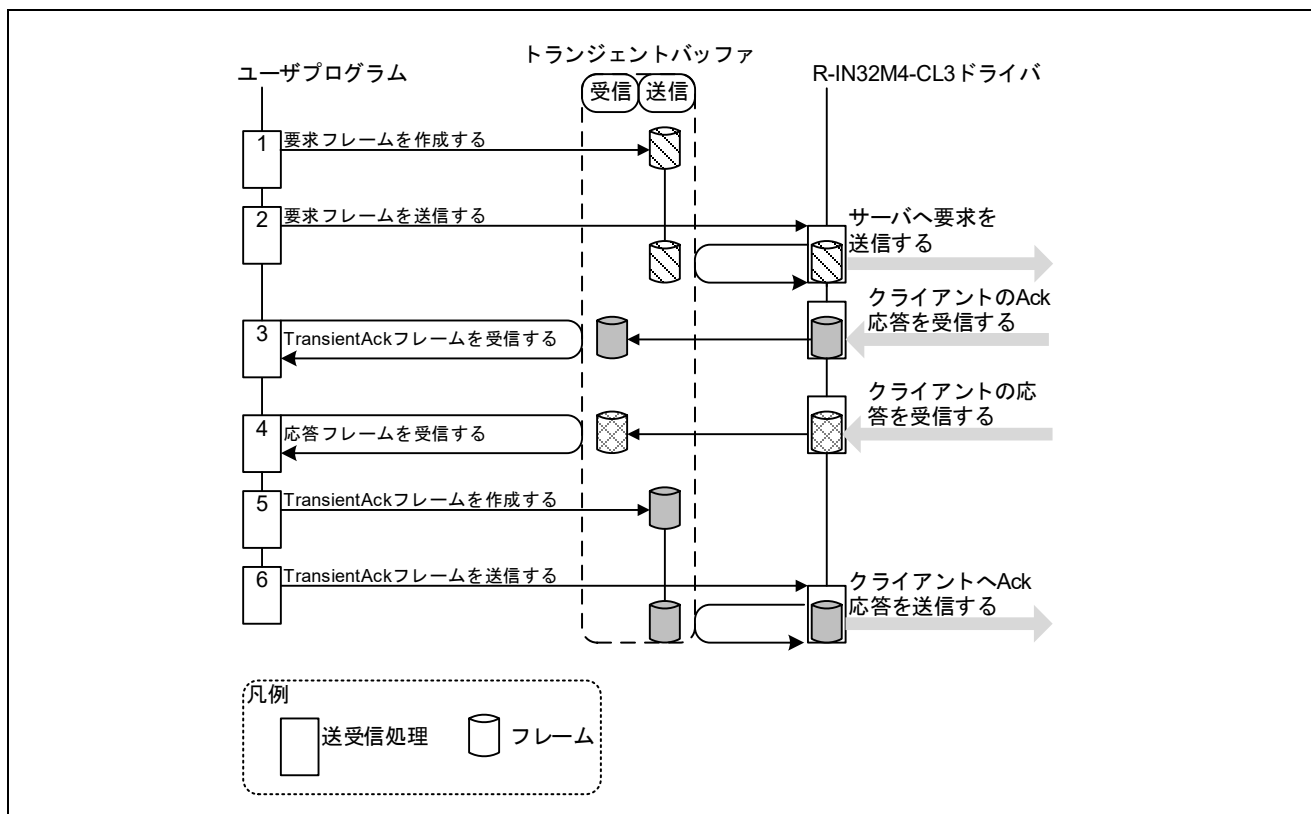 トランジェントバッファ
ユーザプログラム
R-IN32M4-CL3ドライバ
受信
送信
1
要求フレームを作成する
2
要求フレームを送信する
サーバへ要求を
送信する
クライアントのAck
応答を受信する
3
TransientAckフレームを受信する
クライアントの応
答を受信する
4
応答フレームを受信する
5
TransientAckフレームを作成する
6
TransientAckフレームを送信する
クライアントへAck
応答を送信する
凡例
送受信処理
フレーム